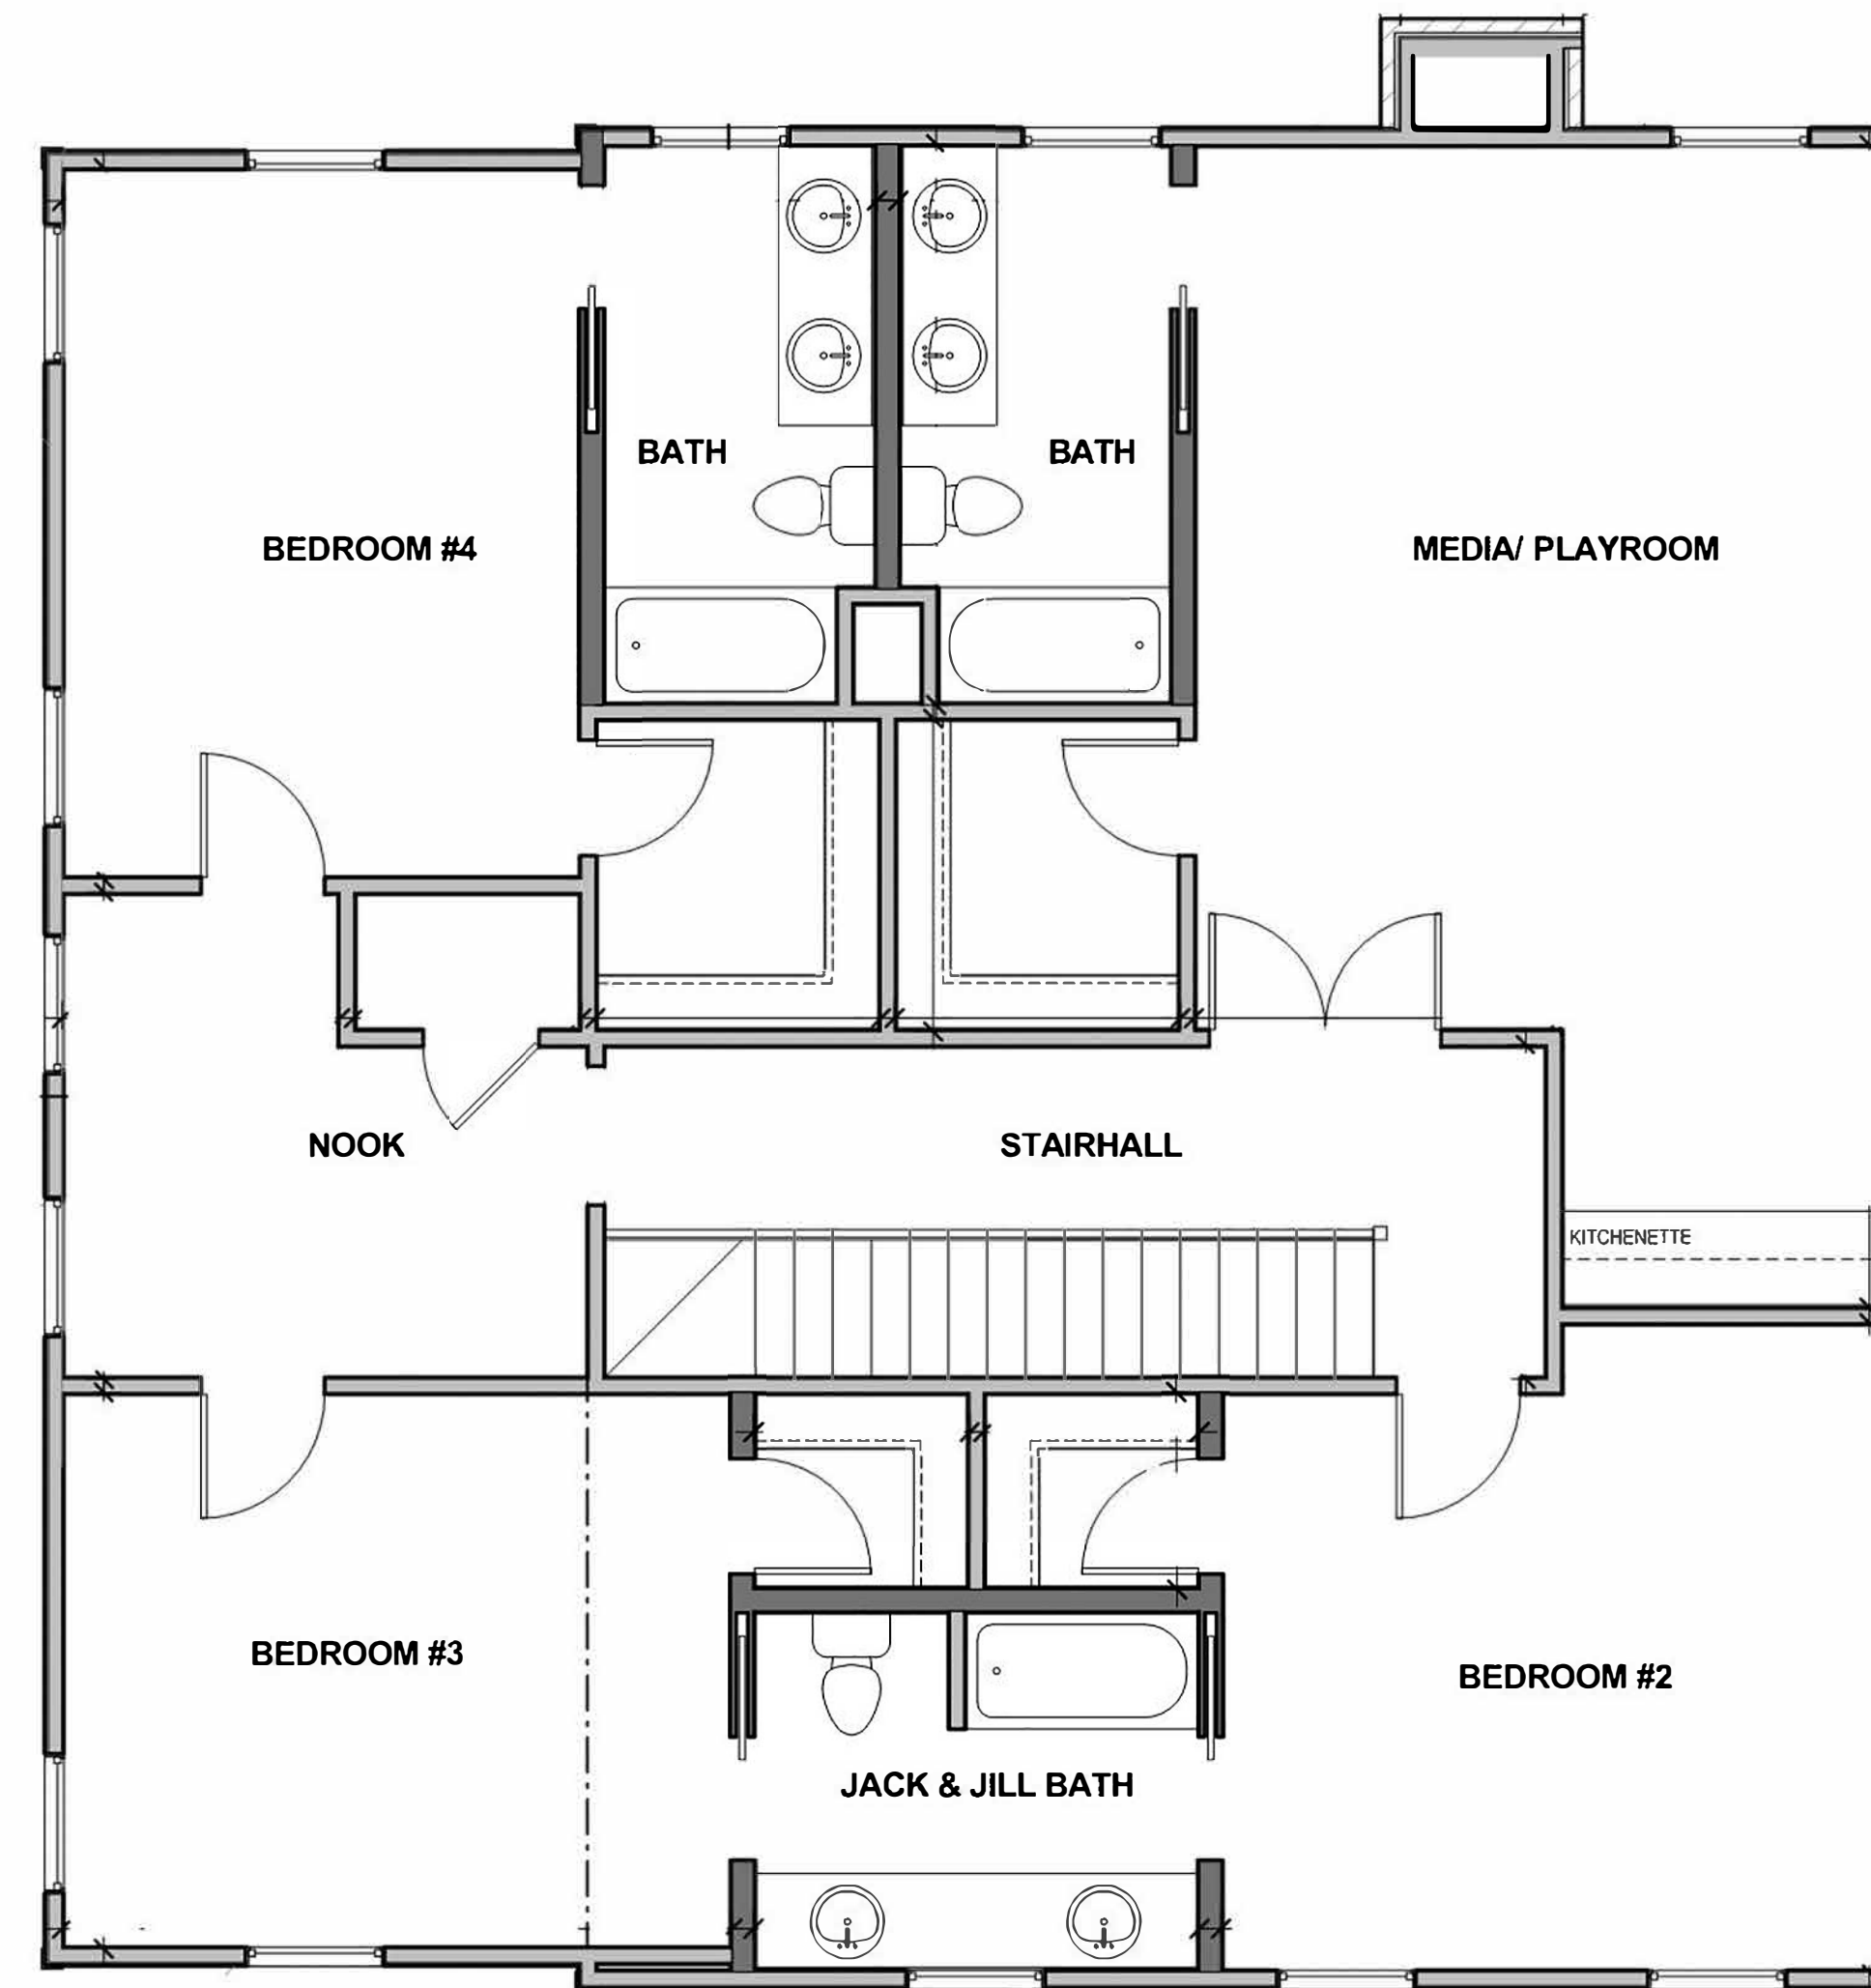 BATH
BATH
BEDROOM #4
MEDIA/ PLAYROOM
NOOK
STAIRHALL
KITCHENETTE
BEDROOM #3
BEDROOM #2
JACK & JILL BATH